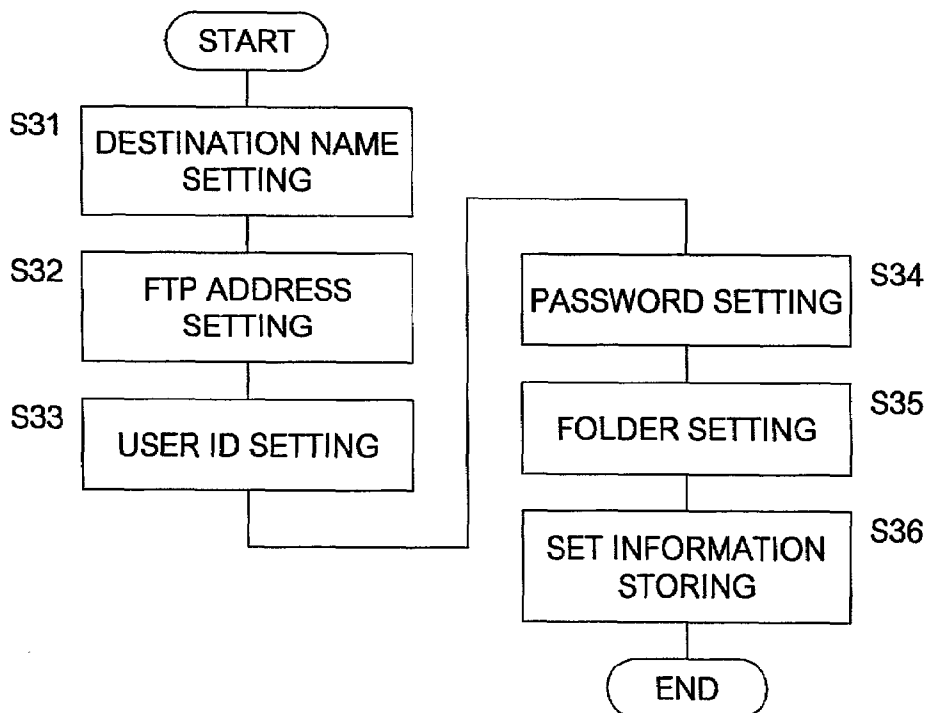 START
S31
DESTINATION NAME
SETTING
S32
FTP ADDRESS
SETTING
S33
USER ID SETTING
PASSWORD SETTING
S34
FOLDER SETTING
S35
SET INFORMATION
STORING
S36
END